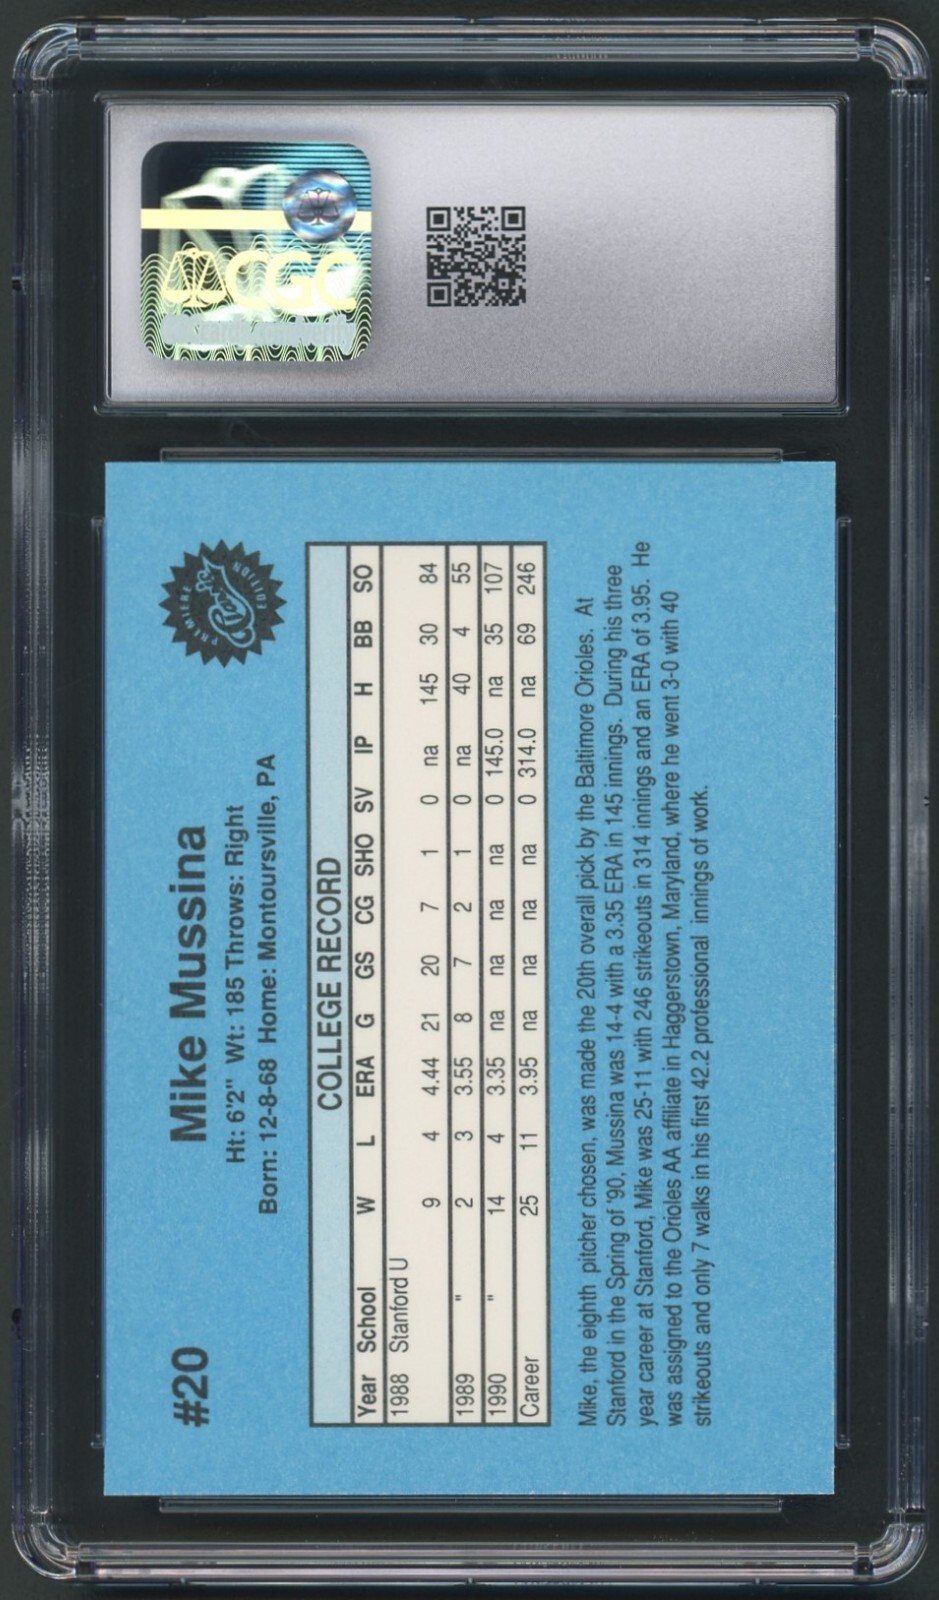 CGC
#20
Mike Mussina
Ht: 6'2" Wt: 185 Throws: Right
Born: 12-8-68 Home: Montoursville, PA
PREMIERE
Classic
EDITION
COLLEGE RECORD
Year School W L ERA G GS CG SHO SV IP H BB SO
1988 Stanford U
9 4 4.44 21 20 7 1 0 na 145 30 84
1989 " 2 3 3.55 8 7 2 1 0 na 40 4 55
1990 " 14 4 3.35 na na na na 0 145.0 na 35 107
Career 25 11 3.95 na na na na 0 314.0 na 69 246
Mike, the eighth pitcher chosen, was made the 20th overall pick by the Baltimore Orioles. At
Stanford in the Spring of '90, Mussina was 14-4 with a 3.35 ERA in 145 innings. During his three
year career at Stanford, Mike was 25-11 with 246 strikeouts in 314 innings and an ERA of 3.95. He
was assigned to the Orioles AA affiliate in Haggerstown, Maryland, where he went 3-0 with 40
strikeouts and only 7 walks in his first 42.2 professional innings of work.